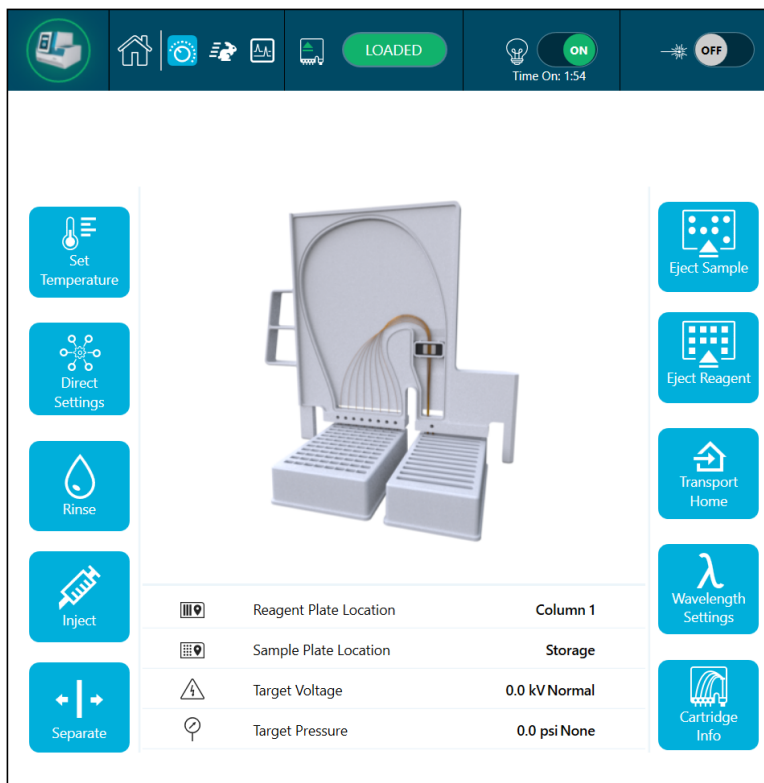 LOADED
ON
Time On: 1:54
OFF
Set
Temperature
Direct
Settings
Rinse
Inject
Separate
Eject Sample
Eject Reagent
Transport
Home
λ
Wavelength
Settings
Cartridge
Info
Reagent Plate Location Column 1
Sample Plate Location Storage
Target Voltage 0.0 kV Normal
Target Pressure 0.0 psi None